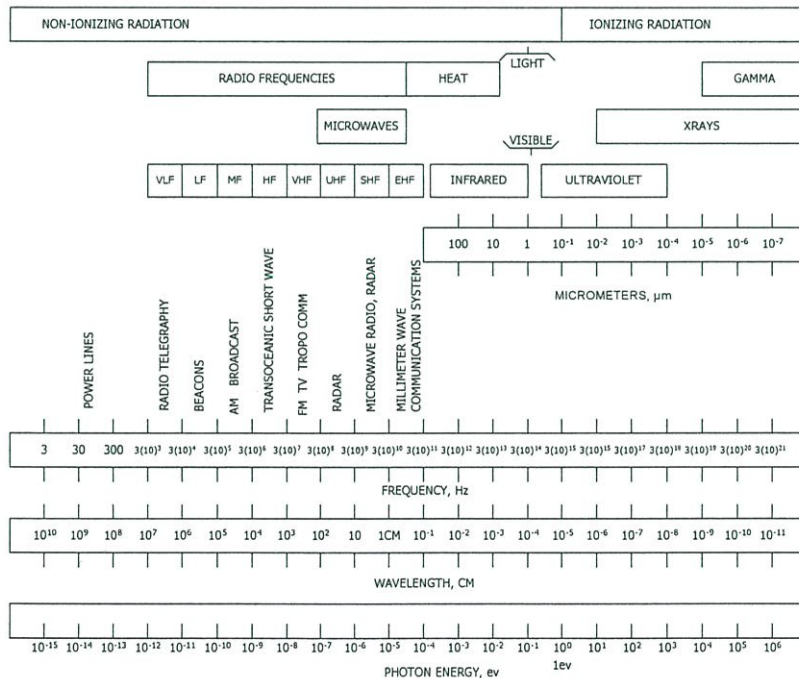 NON-IONIZING RADIATION IONIZING RADIATION
RADIO FREQUENCIES HEAT LIGHT GAMMA
MICROWAVES VISIBLE XRAYS
VLF LF MF HF VHF UHF SHF EHF INFRARED ULTRAVIOLET
100 10 1 10⁻¹ 10⁻² 10⁻³ 10⁻⁴ 10⁻⁵ 10⁻⁶ 10⁻⁷
MICROMETERS, µm
POWER LINES
RADIO TELEGRAPHY
BEACONS
AM BROADCAST
TRANSOCEANIC SHORT WAVE
FM TV TROPO COMM
RADAR
MICROWAVE RADIO, RADAR
MILLIMETER WAVE
COMMUNICATION SYSTEMS
3 30 300 3(10)³ 3(10)⁴ 3(10)⁵ 3(10)⁶ 3(10)⁷ 3(10)⁸ 3(10)⁹ 3(10)¹⁰ 3(10)¹¹ 3(10)¹² 3(10)¹³ 3(10)¹⁴ 3(10)¹⁵ 3(10)¹⁵ 3(10)¹⁷ 3(10)¹⁸ 3(10)¹⁹ 3(10)²⁰ 3(10)²¹
FREQUENCY, Hz
10¹⁰ 10⁹ 10⁸ 10⁷ 10⁶ 10⁵ 10⁴ 10³ 10² 10 1CM 10⁻¹ 10⁻² 10⁻³ 10⁻⁴ 10⁻⁵ 10⁻⁶ 10⁻⁷ 10⁻⁸ 10⁻⁹ 10⁻¹⁰ 10⁻¹¹
WAVELENGTH, CM
10⁻¹⁵ 10⁻¹⁴ 10⁻¹³ 10⁻¹² 10⁻¹¹ 10⁻¹⁰ 10⁻⁹ 10⁻⁸ 10⁻⁷ 10⁻⁶ 10⁻⁵ 10⁻⁴ 10⁻³ 10⁻² 10⁻¹ 10⁰ 10¹ 10² 10³ 10⁴ 10⁵ 10⁶
1ev
PHOTON ENERGY, ev